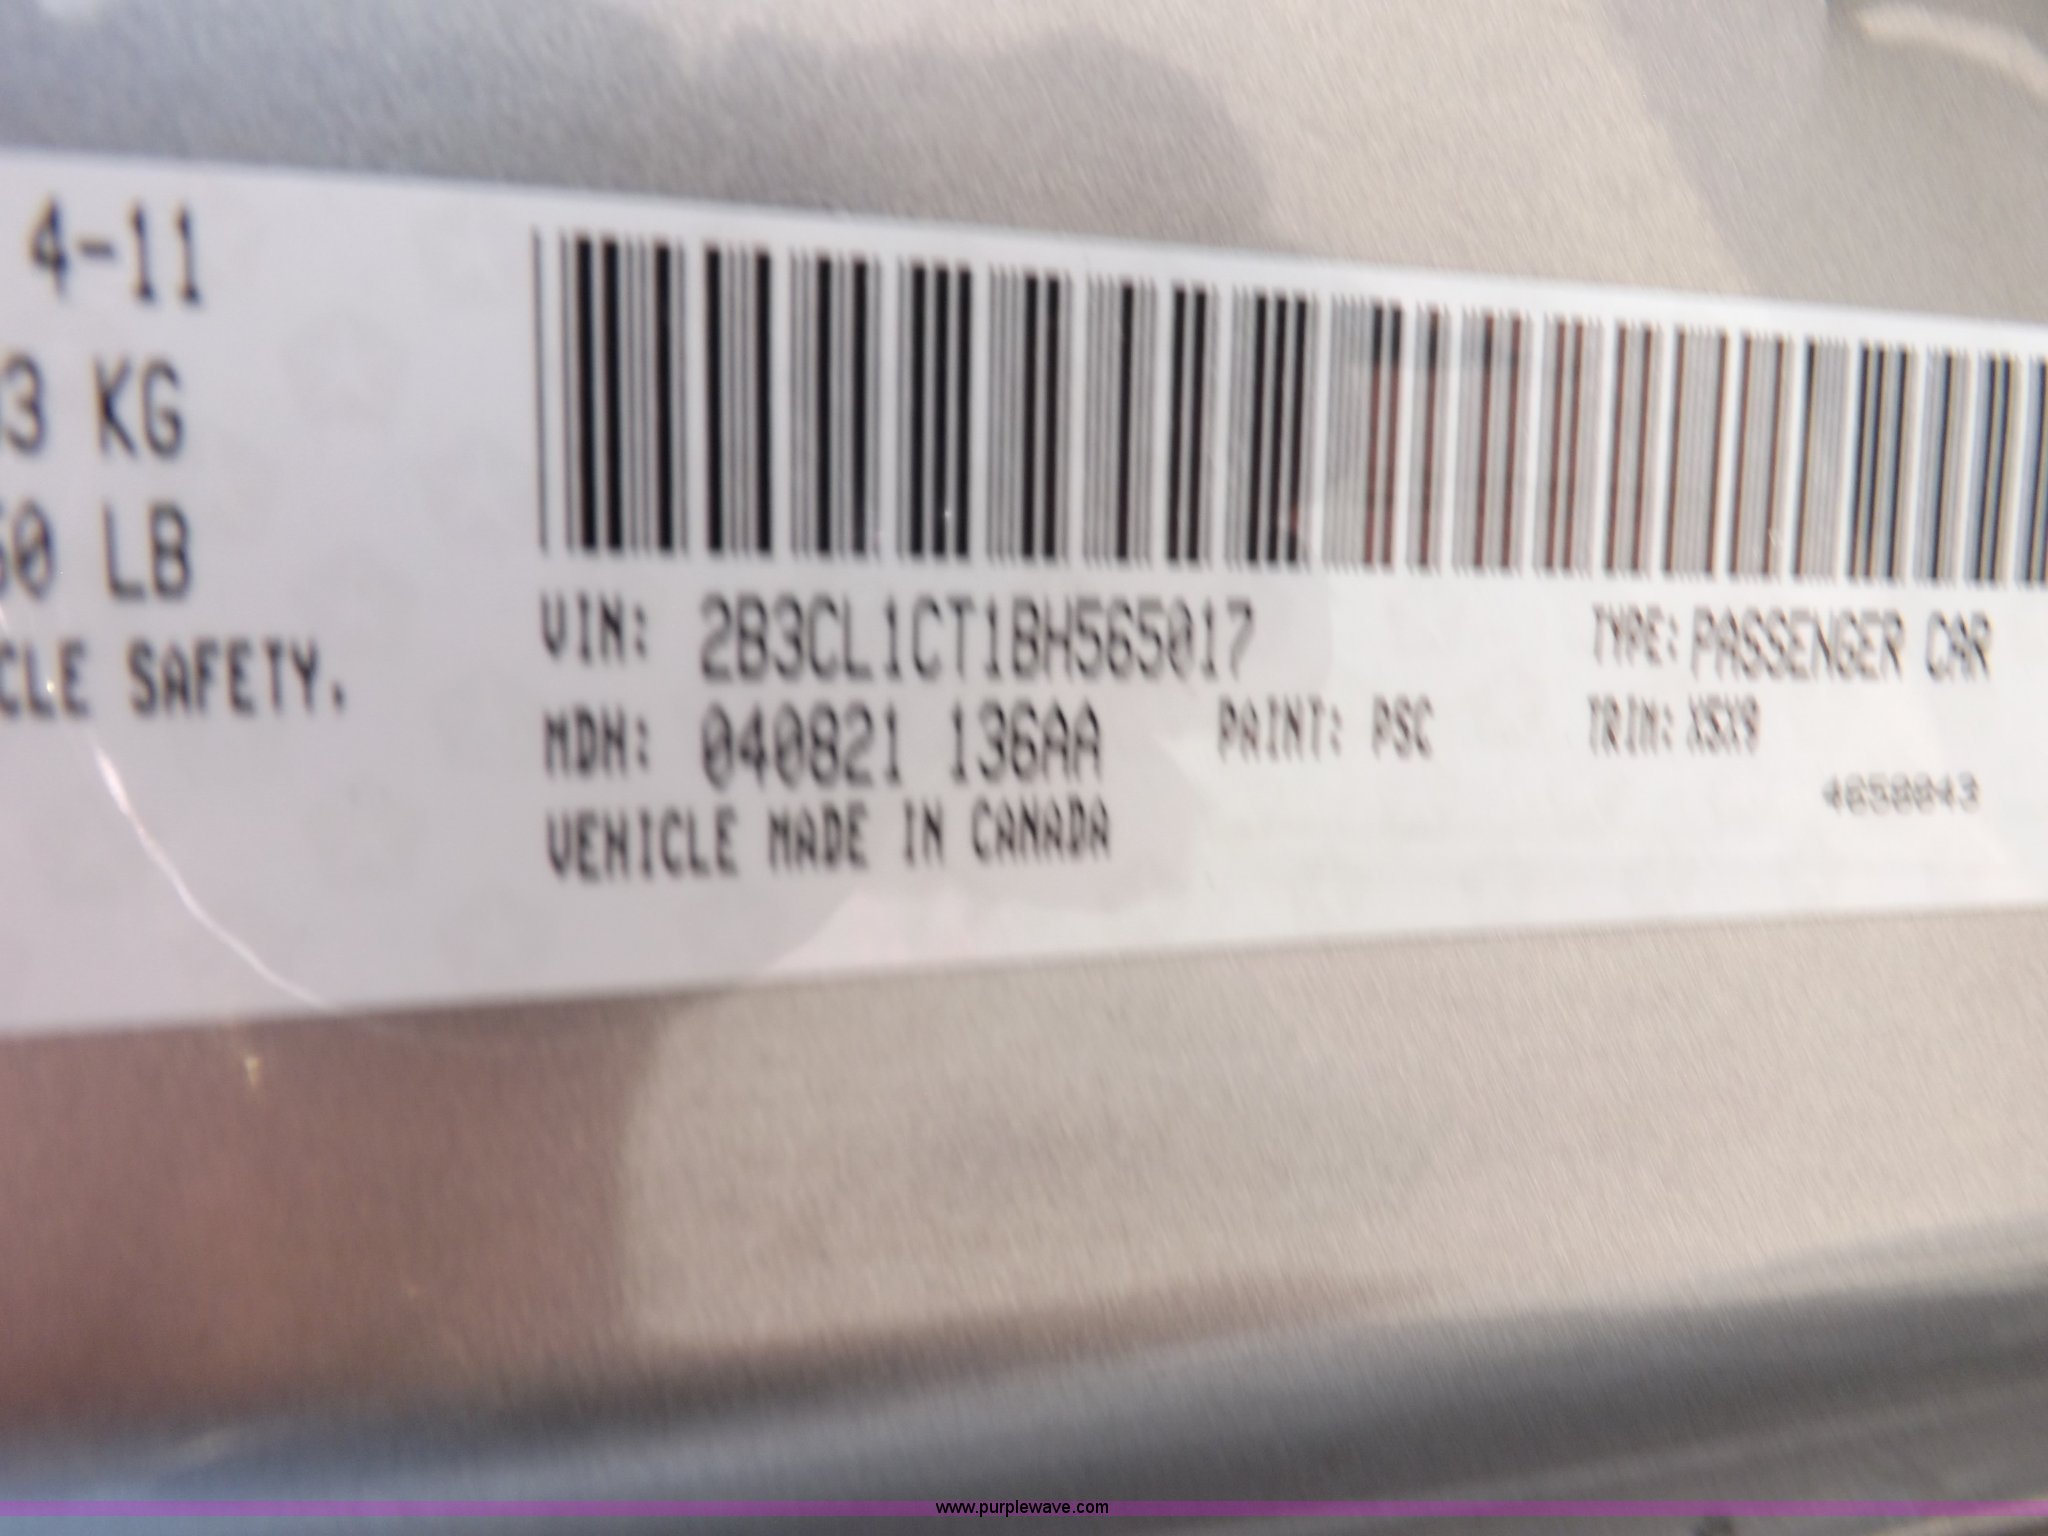 4-11
3 KG
50 LB
CLE SAFETY.
VIN: 2B3CL1CT1BH565017
TYPE: PASSENGER CAR
MDH: 040821 136AA
PAINT: PSC
TRIM: XSX9
VEHICLE MADE IN CANADA
4650043
www.purplewave.com